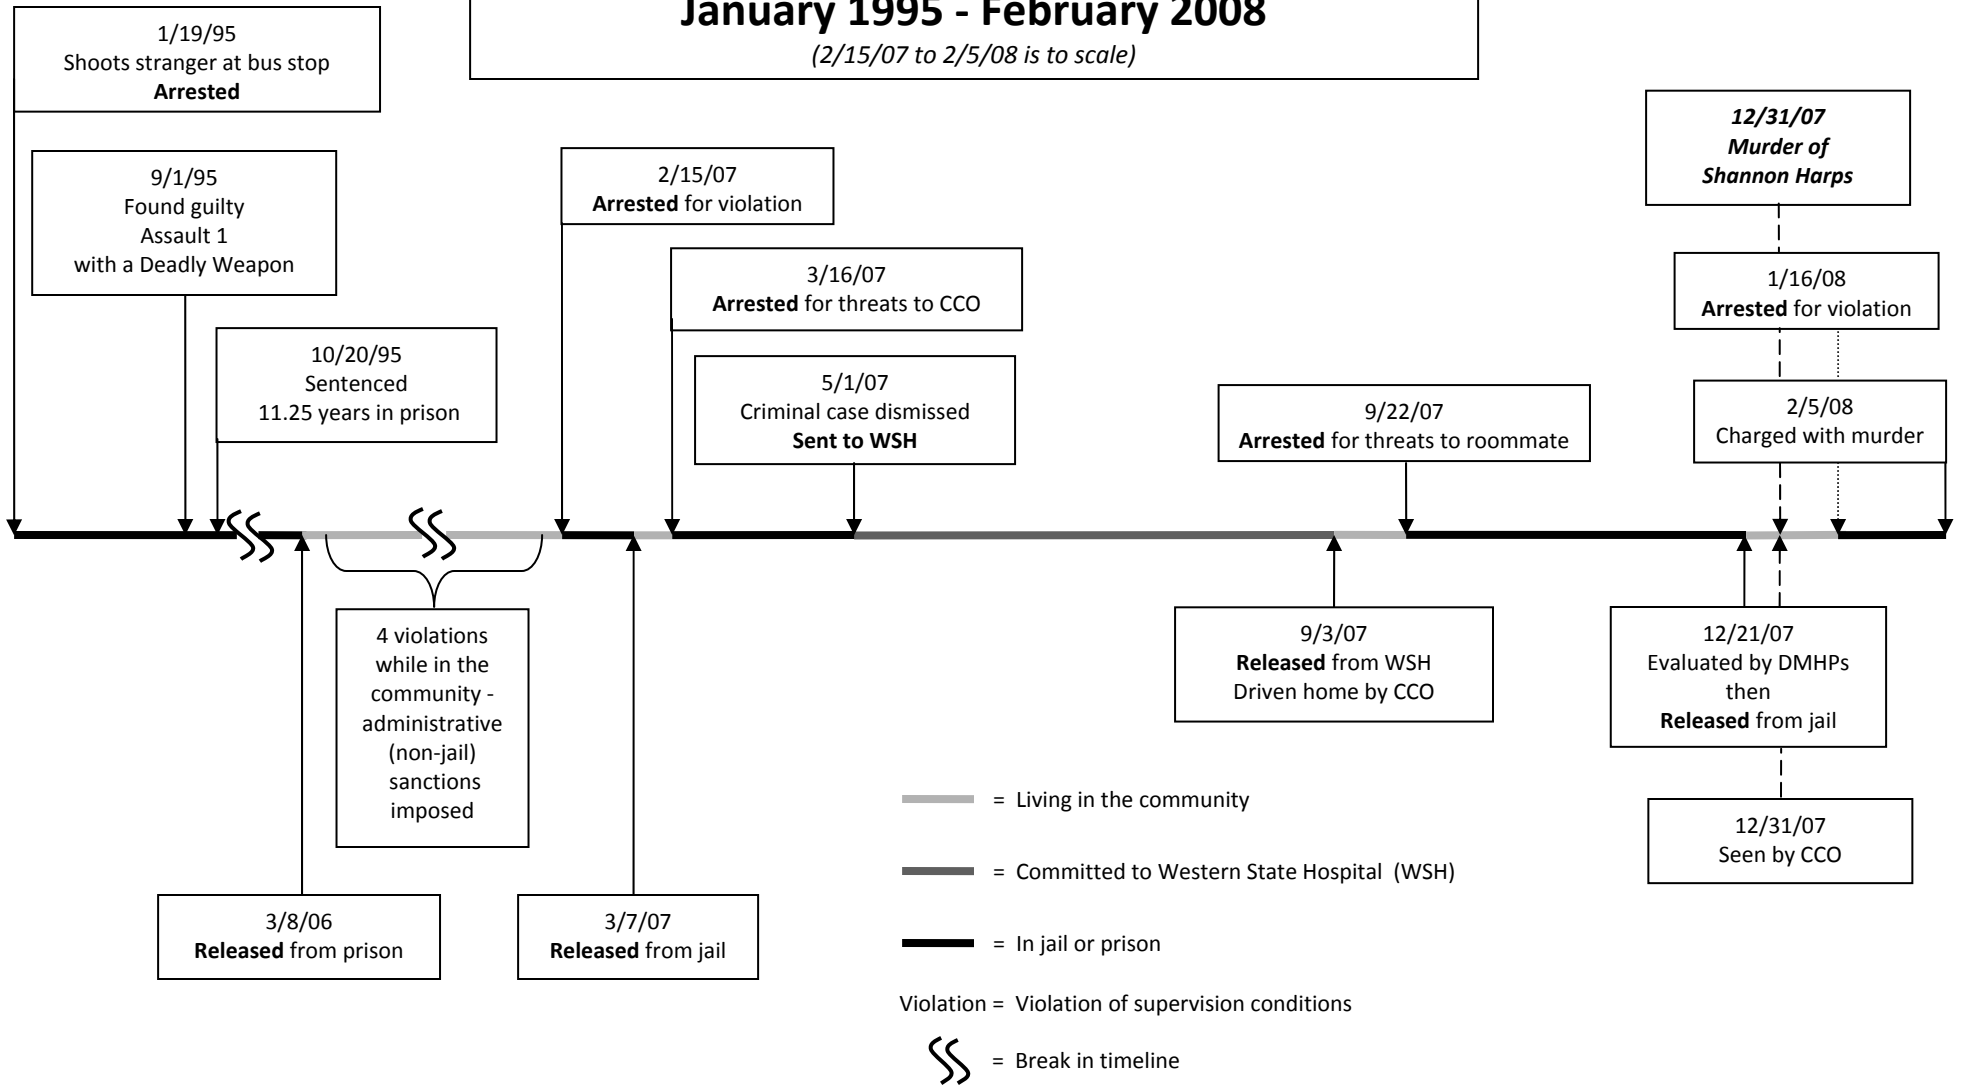 January 1995 - February 2008
(2/15/07 to 2/5/08 is to scale)
1/19/95
Shoots stranger at bus stop
Arrested
9/1/95
Found guilty
Assault 1
with a Deadly Weapon
10/20/95
Sentenced
11.25 years in prison
2/15/07
Arrested for violation
3/16/07
Arrested for threats to CCO
5/1/07
Criminal case dismissed
Sent to WSH
9/22/07
Arrested for threats to roommate
12/31/07
Murder of
Shannon Harps
1/16/08
Arrested for violation
2/5/08
Charged with murder
3/8/06
Released from prison
4 violations
while in the
community -
administrative
(non-jail)
sanctions
imposed
3/7/07
Released from jail
9/3/07
Released from WSH
Driven home by CCO
12/21/07
Evaluated by DMHPs
then
Released from jail
12/31/07
Seen by CCO
= Living in the community
= Committed to Western State Hospital (WSH)
= In jail or prison
Violation = Violation of supervision conditions
= Break in timeline